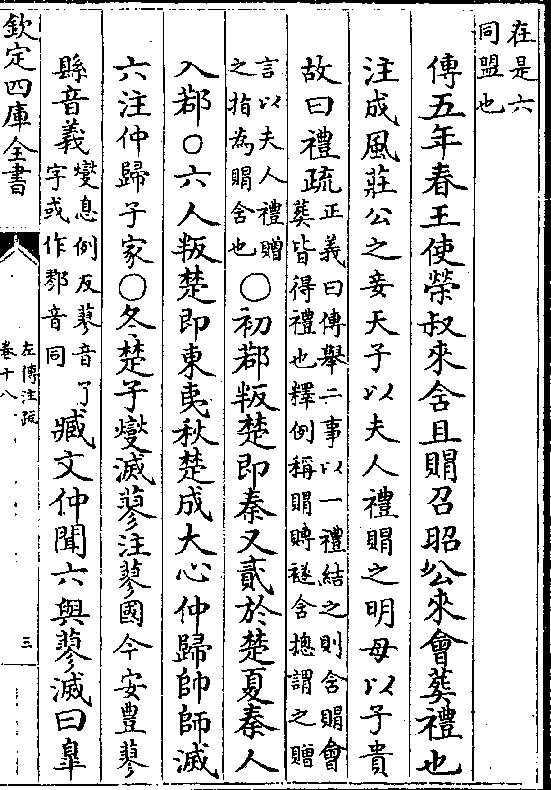 在是六
同盟也
傳五年春王使榮叔來含且賵召昭公來會葬禮也
注成風莊公之妾天子以夫人禮賵之明母以子貴
故曰禮疏
正義曰傳舉二事以一禮結之則含賵會
葬皆得禮也釋例稱賵賻襚含摠謂之贈
言以夫人禮贈
之指為賵含也
○初鄀叛楚即秦又貳於楚夏秦人
入鄀○六人叛楚即東夷秋楚成大心仲歸帥師滅
六注仲歸子家○冬楚子燮滅蓼注蓼國今安豐蓼
縣音義
燮息例反蓼音了
字或作鄝音同
臧文仲聞六與蓼滅曰臯
欽定四庫全書
左傳注疏
卷十八
三